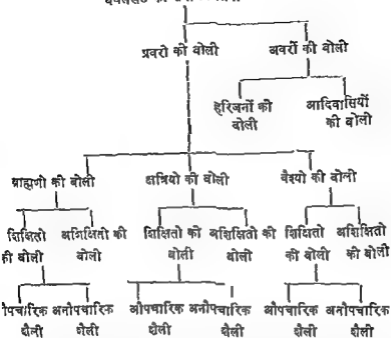 प्रवरो की बोली अवरों की बोली
हरिजनों की आदिवासियों
बोली की बोली
ब्राह्मणी की बोली क्षत्रियो की बोली वैश्यो की बोली
शिक्षितो अशिक्षितो की शिक्षितो की अशिक्षितो की शिक्षितो अशिक्षितो
की बोली बोली बोली बोली की बोली की बोली
औपचारिक अनौपचारिक औपचारिक अनौपचारिक औपचारिक अनौपचारिक
शैली शैली शैली शैली शैली शैली